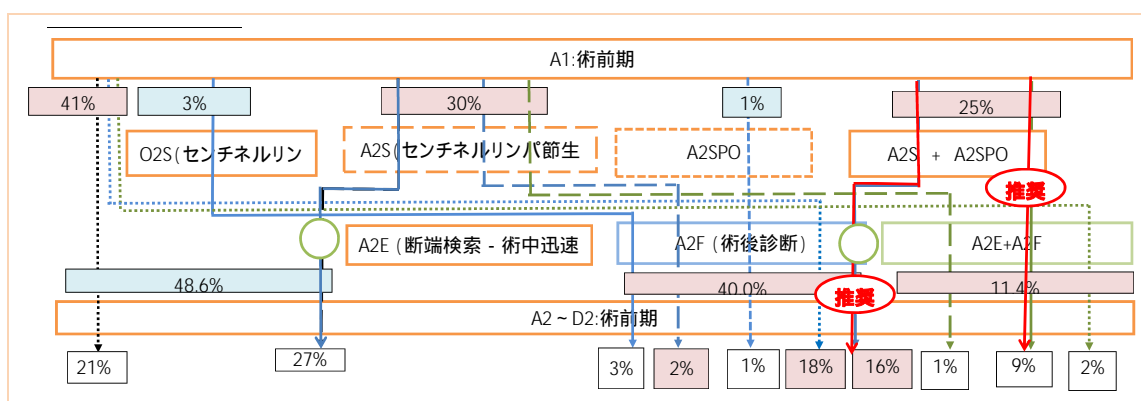 A1:術前期
41%
3%
30%
1%
25%
O2S(センチネルリン
A2S(センチネルリンパ節生
A2SPO
A2S + A2SPO
推奨
A2E (断端検索 - 術中迅速
A2F (術後診断)
A2E+A2F
48.6%
40.0%
11.4%
推奨
A2~D2:術前期
21%
27%
3%
2%
1%
18%
16%
1%
9%
2%